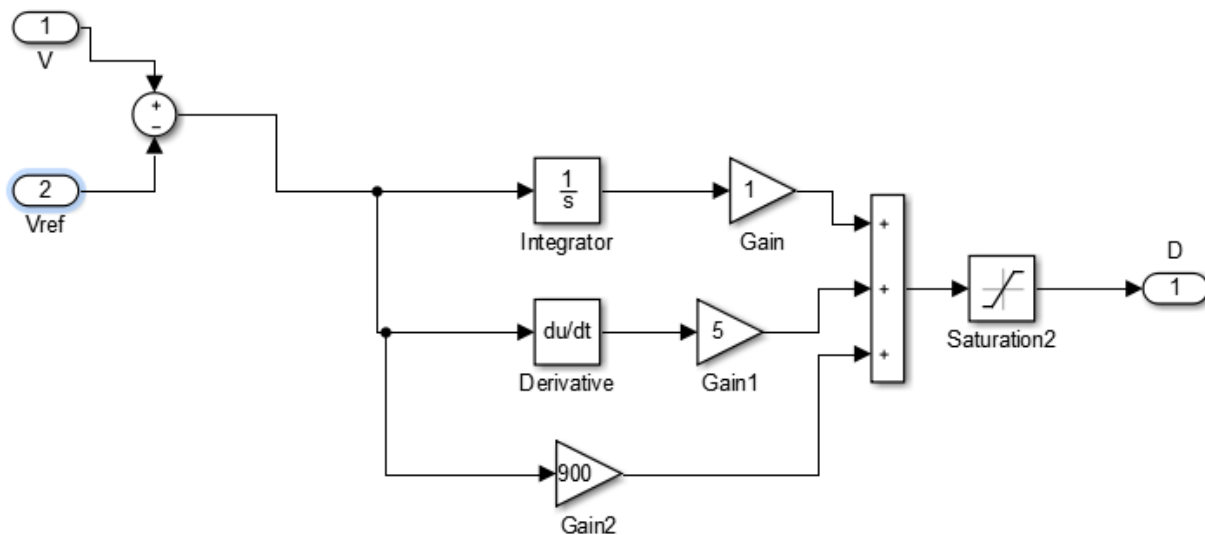 1
V
+
−
2
Vref
1
s
Integrator
1
Gain
du/dt
Derivative
5
Gain1
900
Gain2
+
+
+
Saturation2
D
1